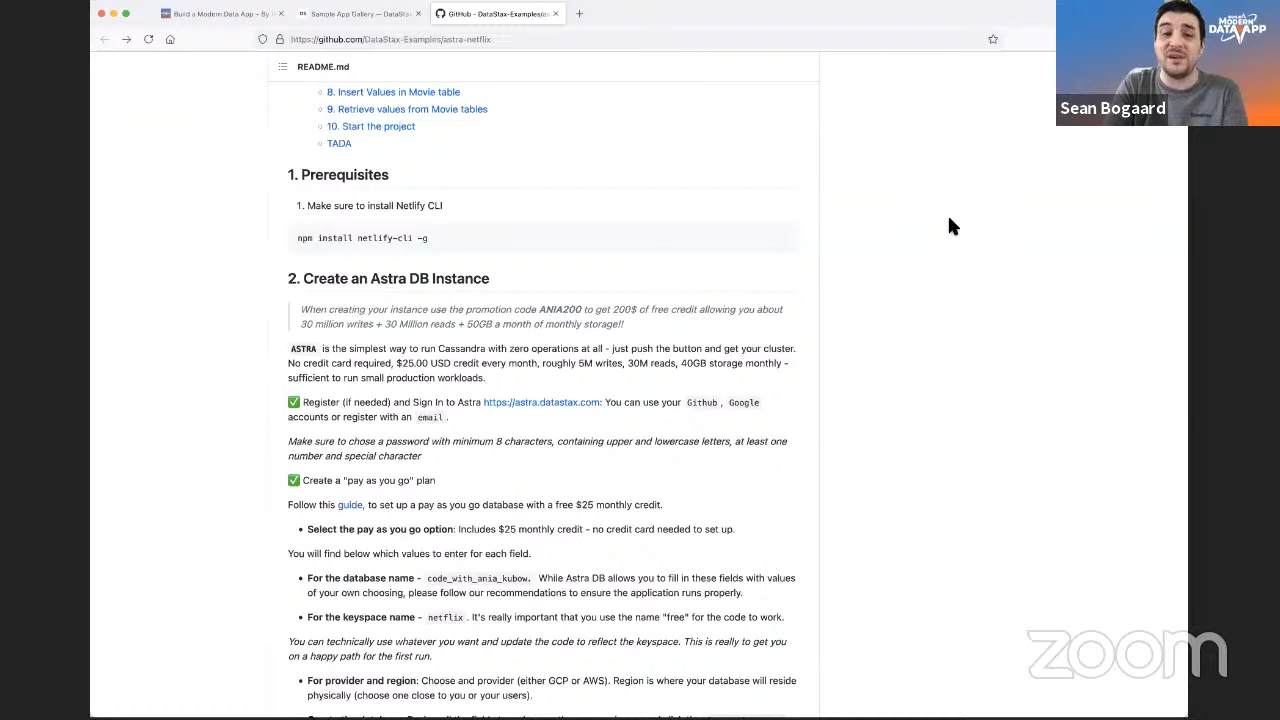 Build a Modern Data App – By
Sample App Gallery — DataStax
GitHub - DataStax-Examples/as
https://github.com/DataStax-Examples/astra-netflix
MODERN
DATA APP
Sean Bogaard
README.md
8. Insert Values in Movie table
9. Retrieve values from Movie tables
10. Start the project
TADA
1. Prerequisites
1. Make sure to install Netlify CLI
npm install netlify-cli -g
2. Create an Astra DB Instance
When creating your instance use the promotion code ANIA200 to get 200$ of free credit allowing you about
30 million writes + 30 Million reads + 50GB a month of monthly storage!!
ASTRA is the simplest way to run Cassandra with zero operations at all - just push the button and get your cluster.
No credit card required, $25.00 USD credit every month, roughly 5M writes, 30M reads, 40GB storage monthly -
sufficient to run small production workloads.
✅ Register (if needed) and Sign In to Astra https://astra.datastax.com: You can use your Github, Google
accounts or register with an email.
Make sure to chose a password with minimum 8 characters, containing upper and lowercase letters, at least one
number and special character
✅ Create a "pay as you go" plan
Follow this guide, to set up a pay as you go database with a free $25 monthly credit.
• Select the pay as you go option: Includes $25 monthly credit - no credit card needed to set up.
You will find below which values to enter for each field.
• For the database name - code_with_ania_kubow. While Astra DB allows you to fill in these fields with values
of your own choosing, please follow our recommendations to ensure the application runs properly.
• For the keyspace name - netflix. It's really important that you use the name "free" for the code to work.
You can technically use whatever you want and update the code to reflect the keyspace. This is really to get you
on a happy path for the first run.
• For provider and region: Choose and provider (either GCP or AWS). Region is where your database will reside
physically (choose one close to you or your users).
zoom